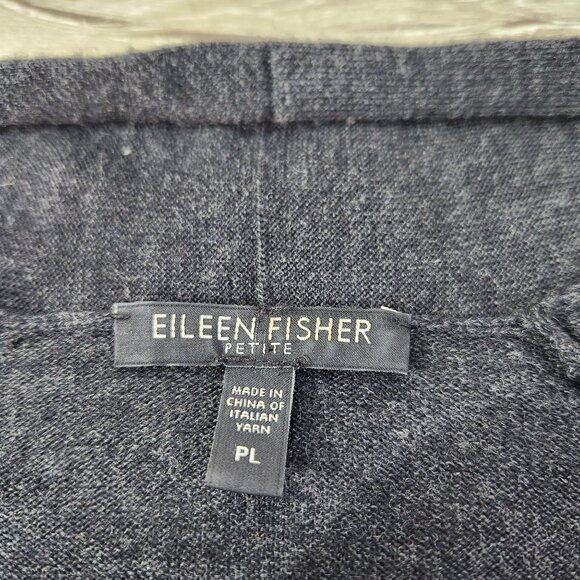 EILEEN FISHER
PETITE
MADE IN
CHINA OF
ITALIAN
YARN
PL